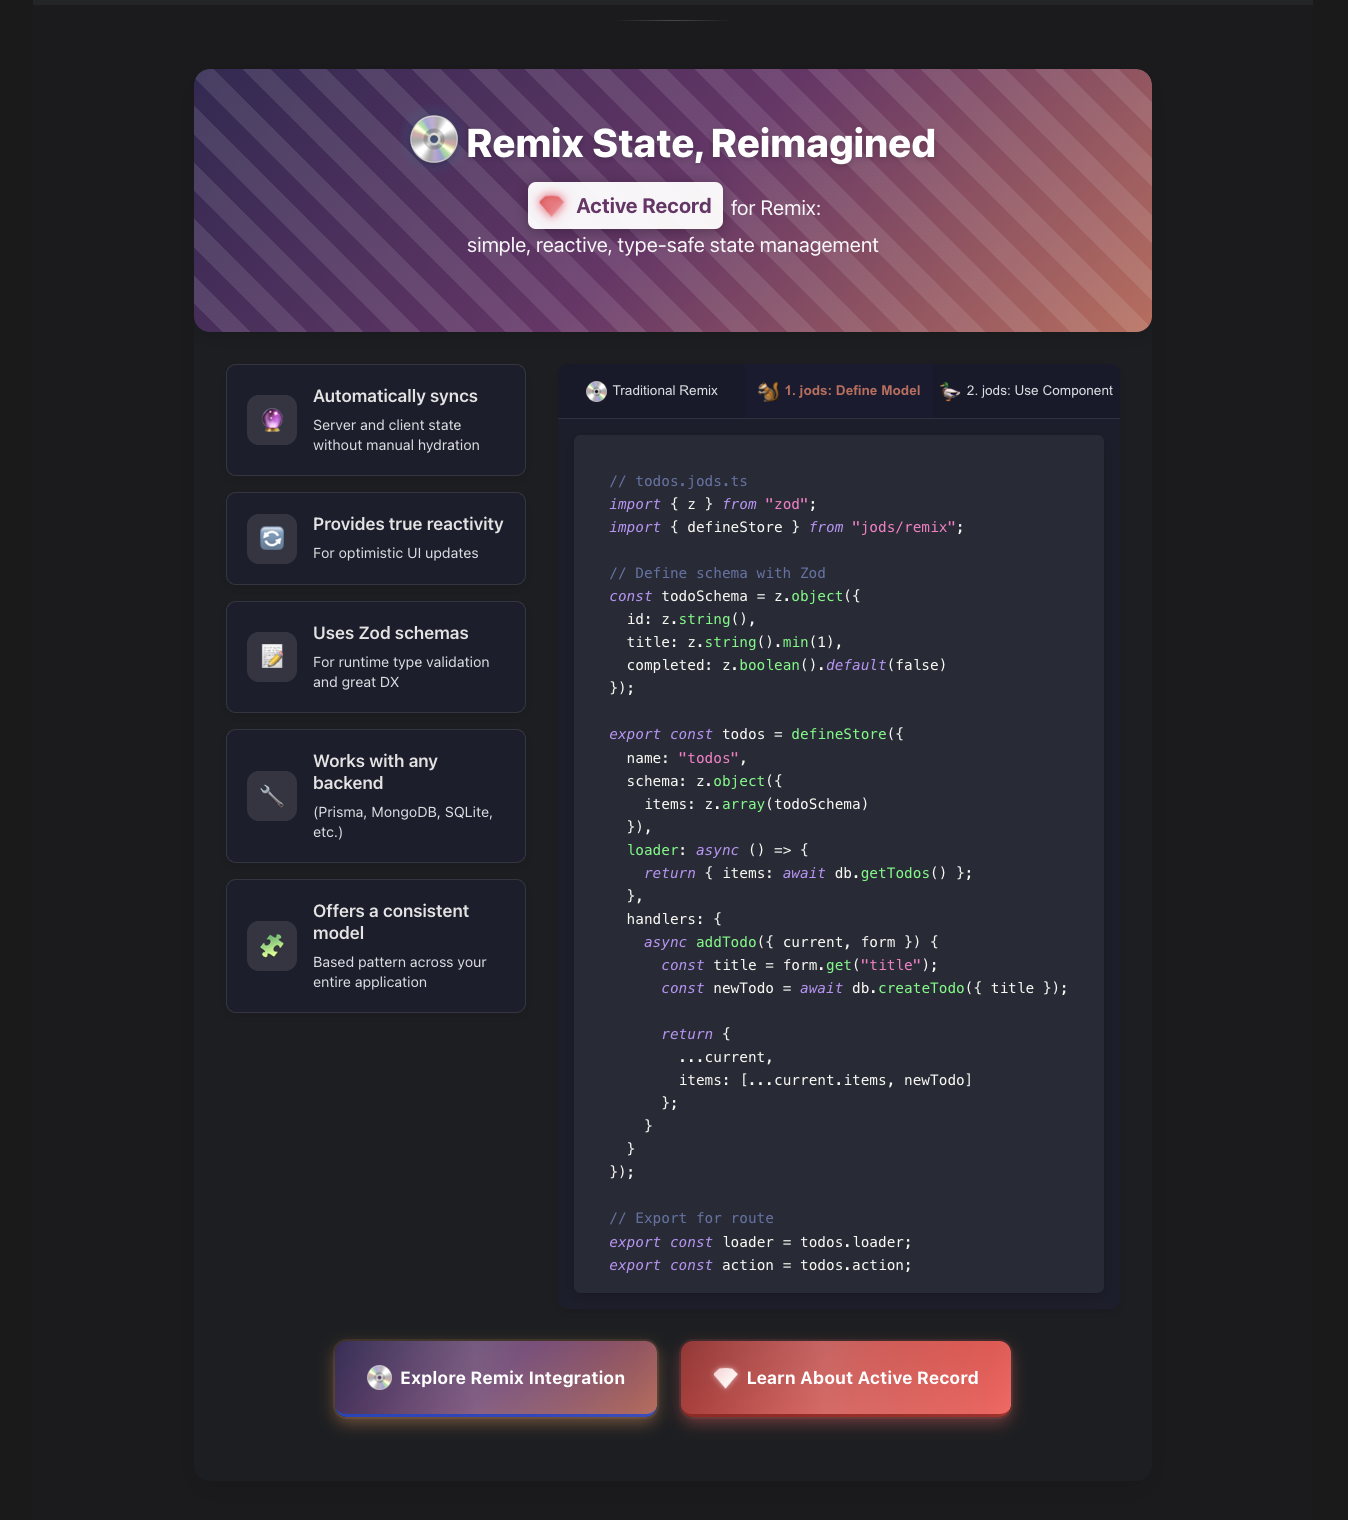 Remix State, Reimagined
Active Record for Remix:
simple, reactive, type-safe state management
Automatically syncs
Server and client state
without manual hydration
Provides true reactivity
For optimistic UI updates
Uses Zod schemas
For runtime type validation
and great DX
Works with any
backend
(Prisma, MongoDB, SQLite,
etc.)
Offers a consistent
model
Based pattern across your
entire application
Traditional Remix 1. jods: Define Model 2. jods: Use Component
// todos.jods.ts
import { z } from "zod";
import { defineStore } from "jods/remix";
// Define schema with Zod
const todoSchema = z.object({
  id: z.string(),
  title: z.string().min(1),
  completed: z.boolean().default(false)
});
export const todos = defineStore({
  name: "todos",
  schema: z.object({
    items: z.array(todoSchema)
  }),
  loader: async () => {
    return { items: await db.getTodos() };
  },
  handlers: {
    async addTodo({ current, form }) {
      const title = form.get("title");
      const newTodo = await db.createTodo({ title });
      return {
        ...current,
        items: [...current.items, newTodo]
      };
    }
  }
});
// Export for route
export const loader = todos.loader;
export const action = todos.action;
Explore Remix Integration
Learn About Active Record